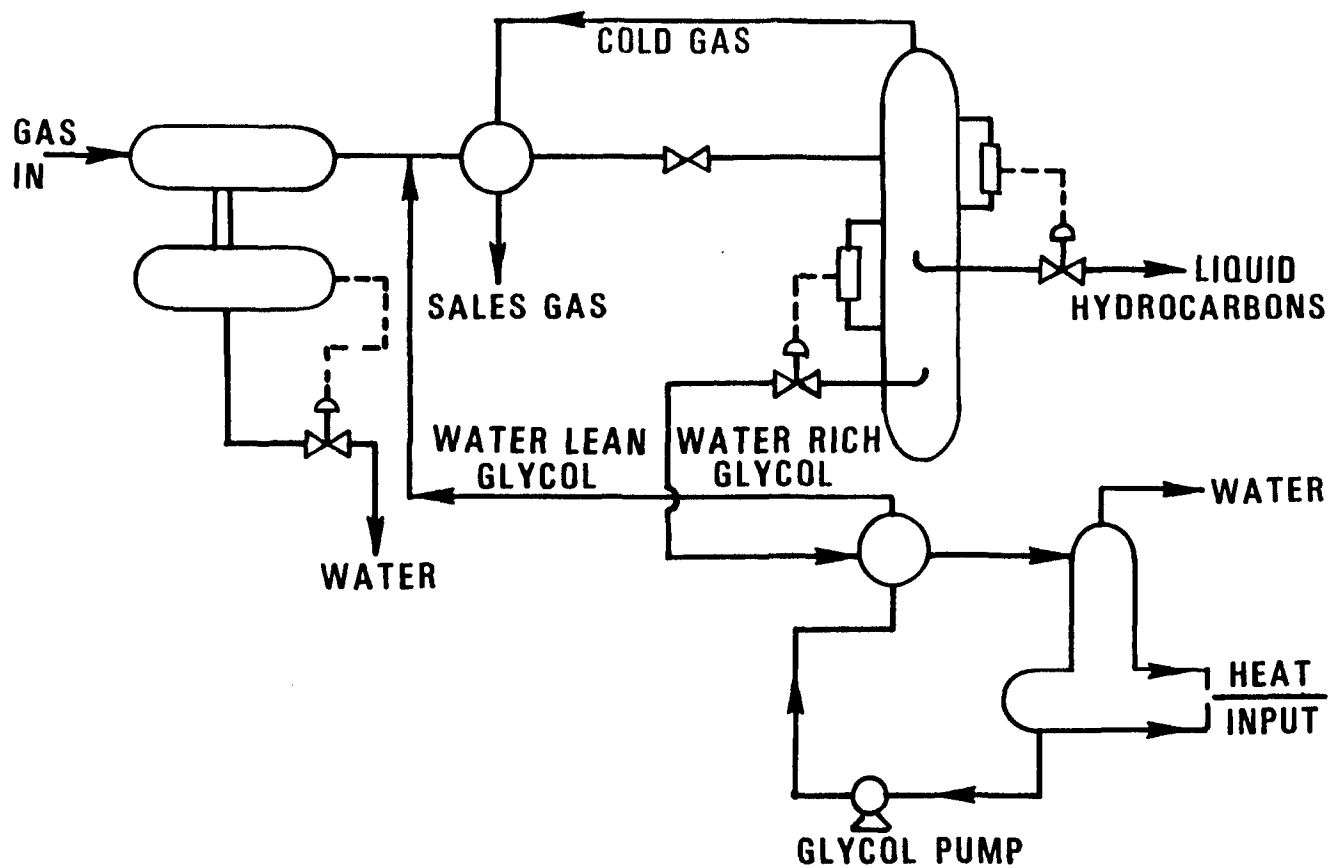 COLD GAS
GAS
IN
SALES GAS
LIQUID
HYDROCARBONS
WATER LEAN
GLYCOL
WATER RICH
GLYCOL
WATER
WATER
HEAT
INPUT
GLYCOL PUMP